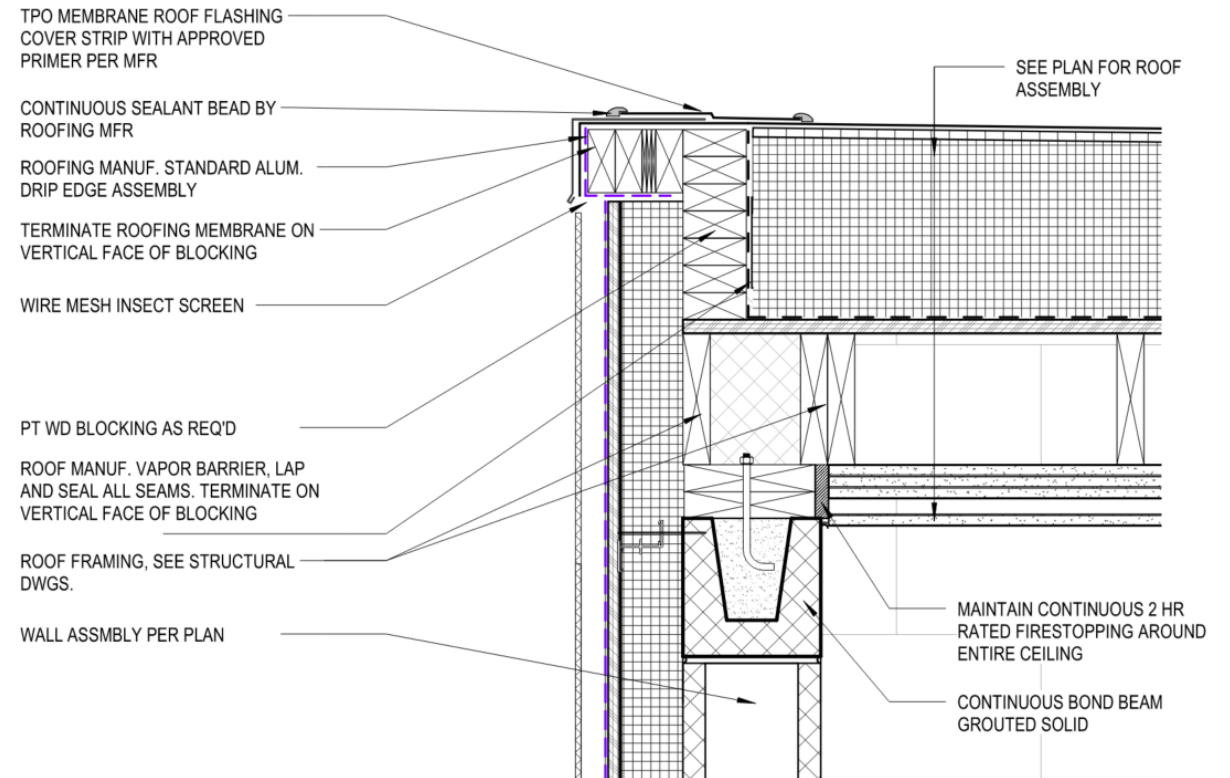 TPO MEMBRANE ROOF FLASHING
COVER STRIP WITH APPROVED
PRIMER PER MFR
CONTINUOUS SEALANT BEAD BY
ROOFING MFR
ROOFING MANUF. STANDARD ALUM.
DRIP EDGE ASSEMBLY
TERMINATE ROOFING MEMBRANE ON
VERTICAL FACE OF BLOCKING
WIRE MESH INSECT SCREEN
PT WD BLOCKING AS REQ'D
ROOF MANUF. VAPOR BARRIER, LAP
AND SEAL ALL SEAMS. TERMINATE ON
VERTICAL FACE OF BLOCKING
ROOF FRAMING, SEE STRUCTURAL
DWGS.
WALL ASSMBLY PER PLAN
SEE PLAN FOR ROOF
ASSEMBLY
MAINTAIN CONTINUOUS 2 HR
RATED FIRESTOPPING AROUND
ENTIRE CEILING
CONTINUOUS BOND BEAM
GROUTED SOLID